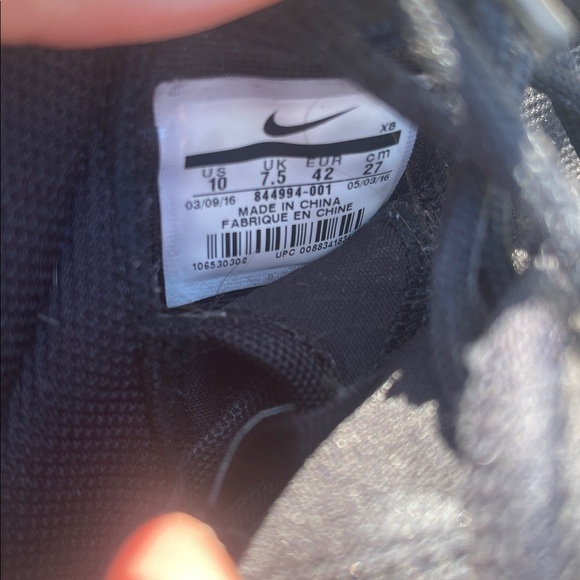 XB
US UK EUR cm
10 7.5 42 27
03/09/16 844994-001 05/03/16
MADE IN CHINA
FABRIQUE EN CHINE
106530302 UPC